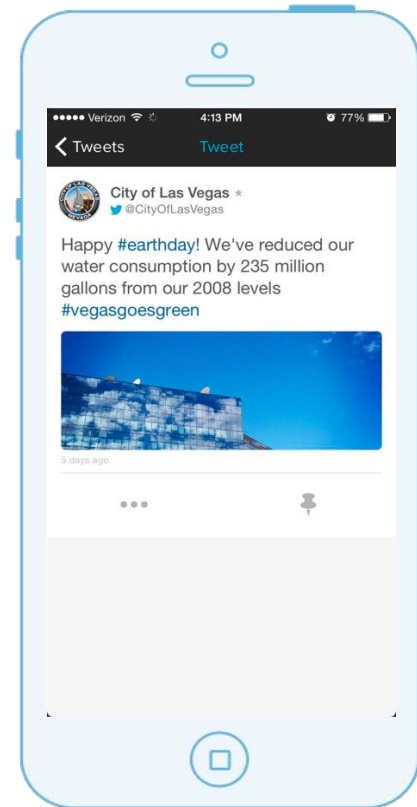 Verizon 4:13 PM 77%
Tweets Tweet
City of Las Vegas
@CityOfLasVegas
Happy #earthday! We've reduced our
water consumption by 235 million
gallons from our 2008 levels
#vegasgoesgreen
5 days ago